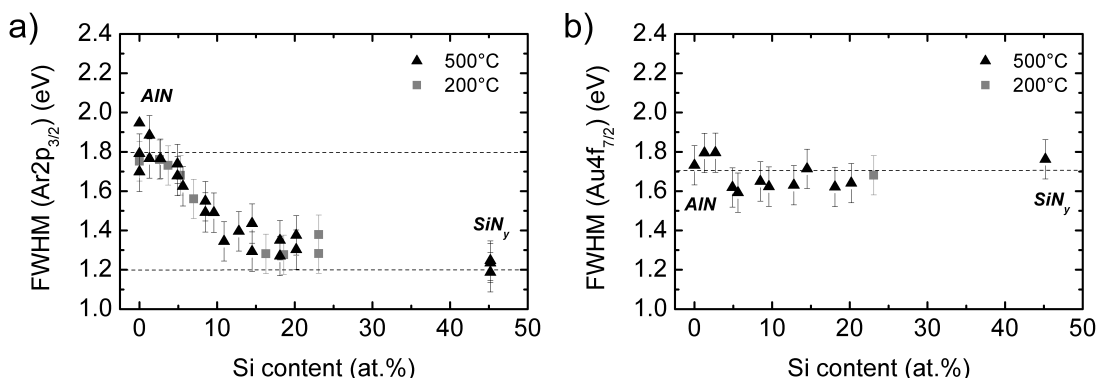 a)
2.4
2.2
2.0
1.8
1.6
1.4
1.2
1.0
FWHM (Ar2p3/2) (eV)
500°C
200°C
AlN
SiNy
0 10 20 30 40 50
Si content (at.%)
b)
2.4
2.2
2.0
1.8
1.6
1.4
1.2
1.0
FWHM (Au4f7/2) (eV)
500°C
200°C
AlN
SiNy
0 10 20 30 40 50
Si content (at.%)